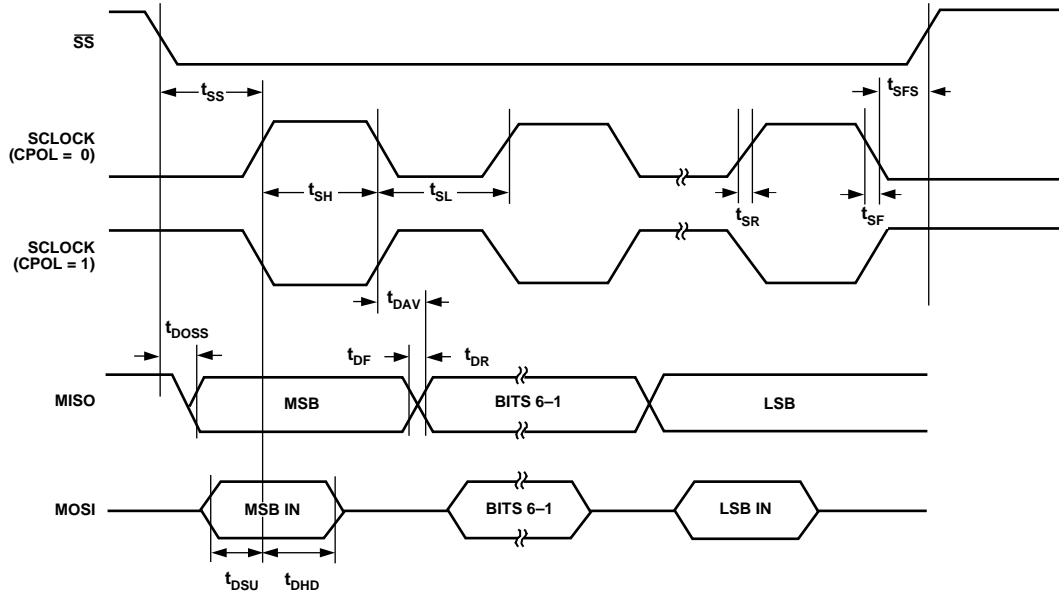 S̅S̅
tSS
tSFS
SCLOCK
(CPOL = 0)
tSH
tSL
tSR
tSF
SCLOCK
(CPOL = 1)
tDAV
tDOSS
tDF
tDR
MISO
MSB
BITS 6–1
LSB
MOSI
MSB IN
BITS 6–1
LSB IN
tDSU
tDHD